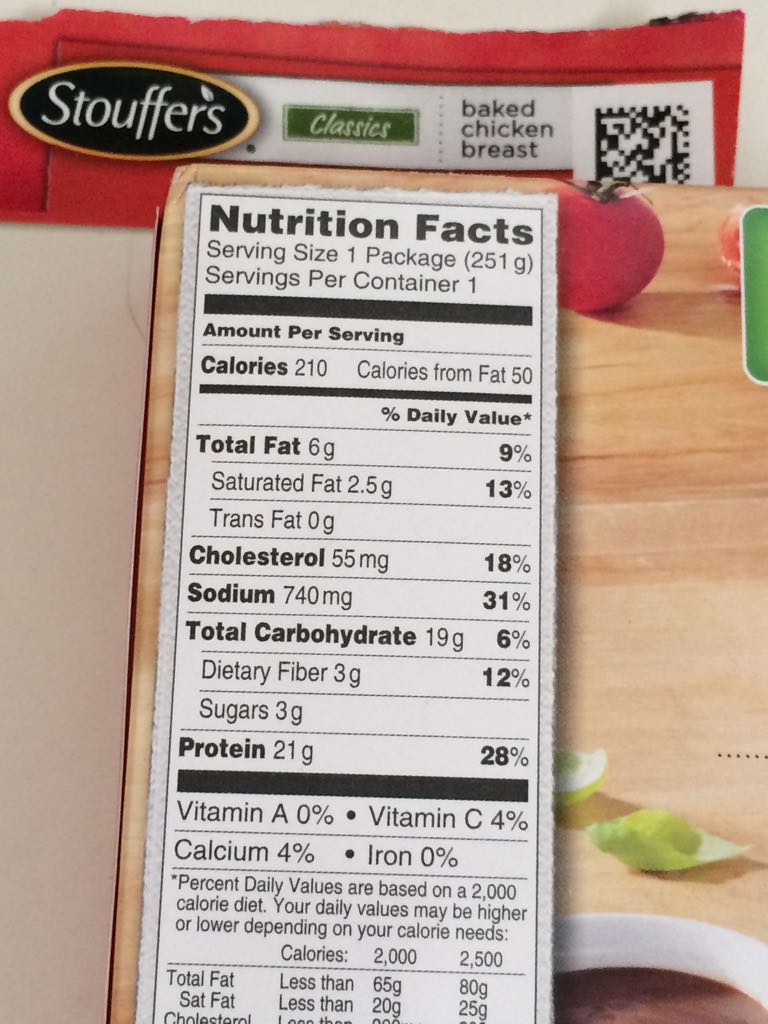 Stouffer's
Classics
baked
chicken
breast
Nutrition Facts
Serving Size 1 Package (251 g)
Servings Per Container 1
Amount Per Serving
Calories 210 Calories from Fat 50
% Daily Value*
Total Fat 6g 9%
Saturated Fat 2.5g 13%
Trans Fat 0g
Cholesterol 55mg 18%
Sodium 740mg 31%
Total Carbohydrate 19g 6%
Dietary Fiber 3g 12%
Sugars 3g
Protein 21g 28%
Vitamin A 0% • Vitamin C 4%
Calcium 4% • Iron 0%
*Percent Daily Values are based on a 2,000
calorie diet. Your daily values may be higher
or lower depending on your calorie needs:
Calories: 2,000 2,500
Total Fat Less than 65g 80g
Sat Fat Less than 20g 25g
Cholesterol Less than